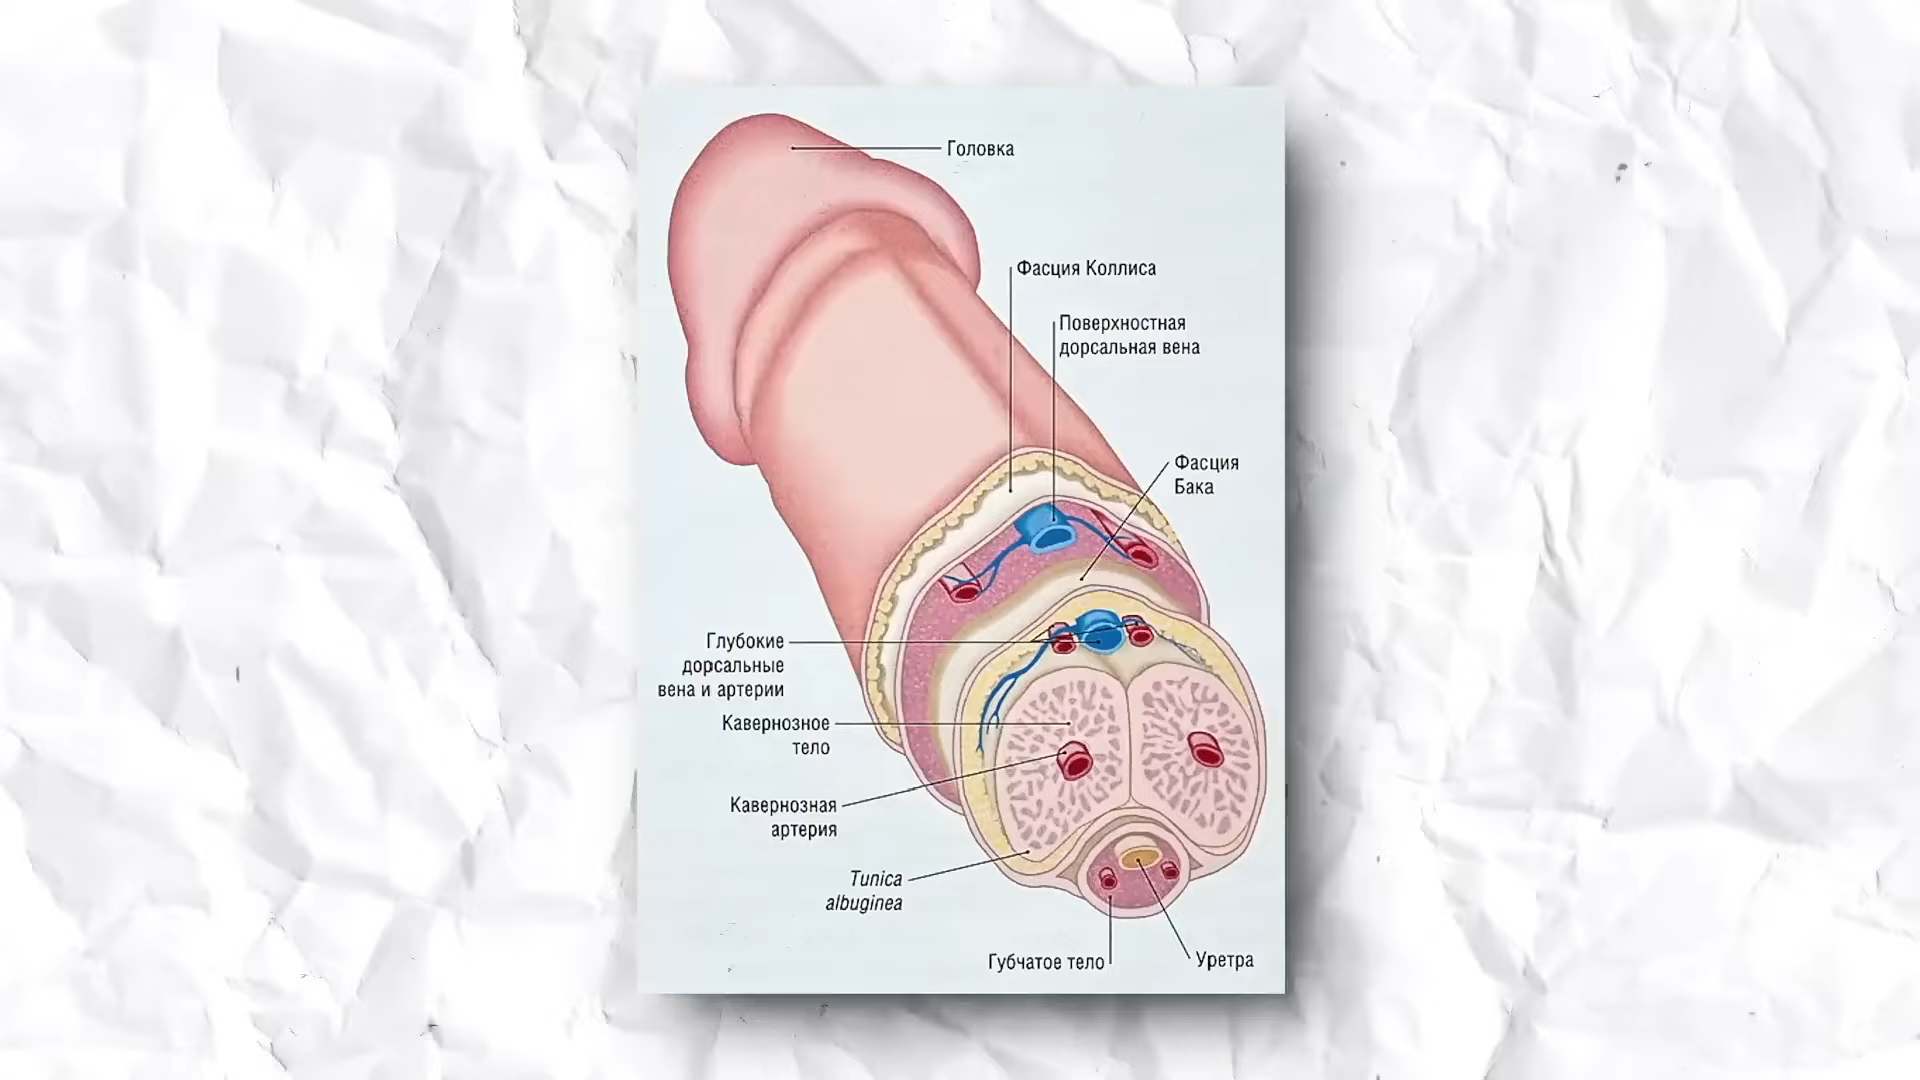 Головка
Фасция Коллиса
Поверхностная
дорсальная вена
Фасция
Бака
Глубокие
дорсальные
вена и артерии
Кавернозное
тело
Кавернозная
артерия
Tunica
albuginea
Губчатое тело
Уретра